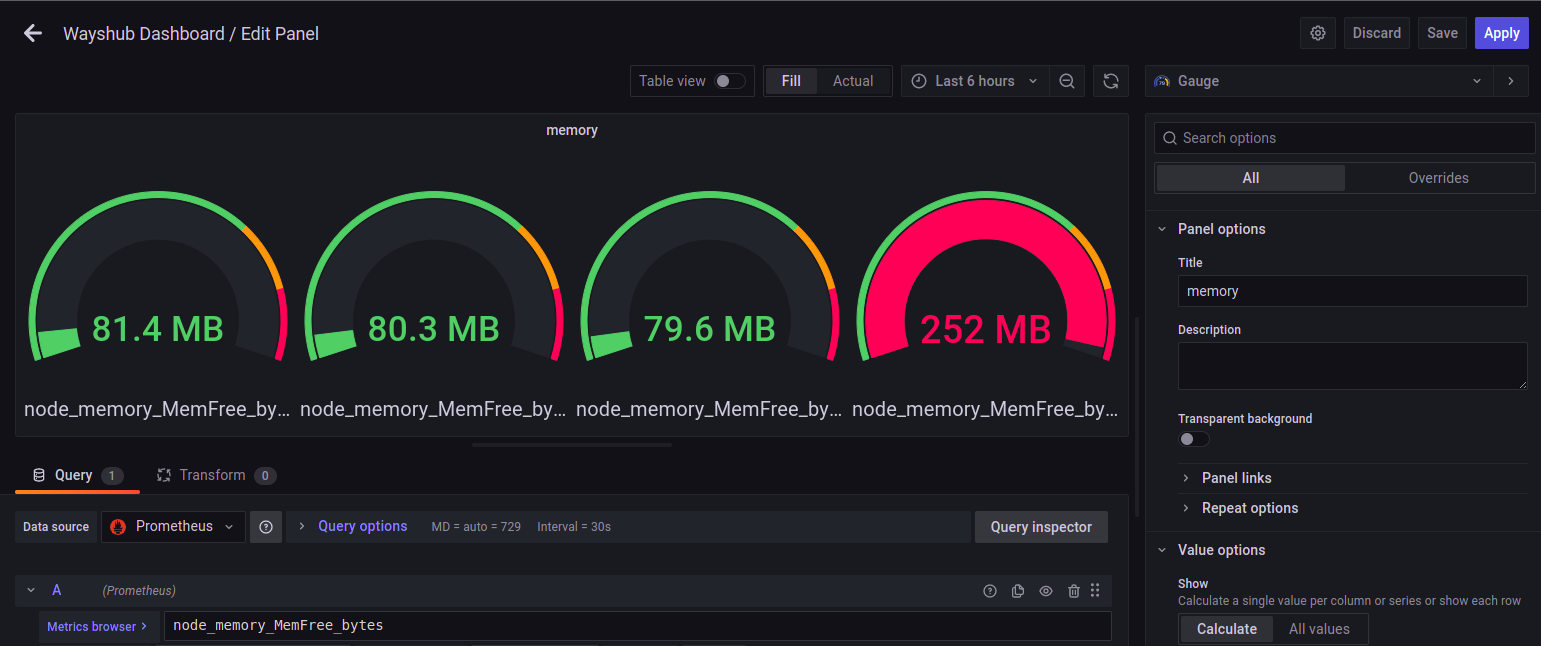 Wayshub Dashboard / Edit Panel
Discard
Save
Apply
Table view
Fill
Actual
Last 6 hours
Gauge
memory
81.4 MB
80.3 MB
79.6 MB
252 MB
node_memory_MemFree_by...
node_memory_MemFree_by...
node_memory_MemFree_by...
node_memory_MemFree_by...
Query 1
Transform 0
Data source
Prometheus
Query options
MD = auto = 729
Interval = 30s
Query inspector
A
(Prometheus)
Metrics browser >
node_memory_MemFree_bytes
Search options
All
Overrides
Panel options
Title
memory
Description
Transparent background
Panel links
Repeat options
Value options
Show
Calculate a single value per column or series or show each row
Calculate
All values